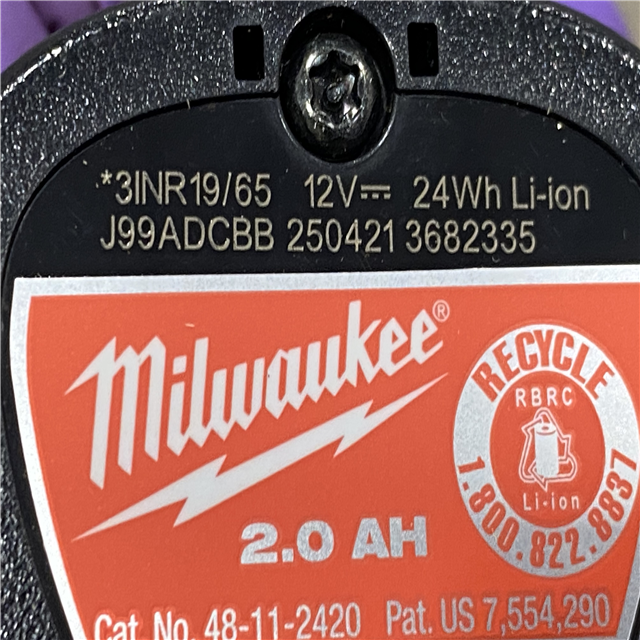 *3INR19/65 12V⎓ 24Wh Li-ion
J99ADCBB 250421 3682335
Milwaukee®
RECYCLE
RBRC
Li-ion
1.800.822.8837
2.0 AH
Cat. No. 48-11-2420 Pat. US 7,554,290